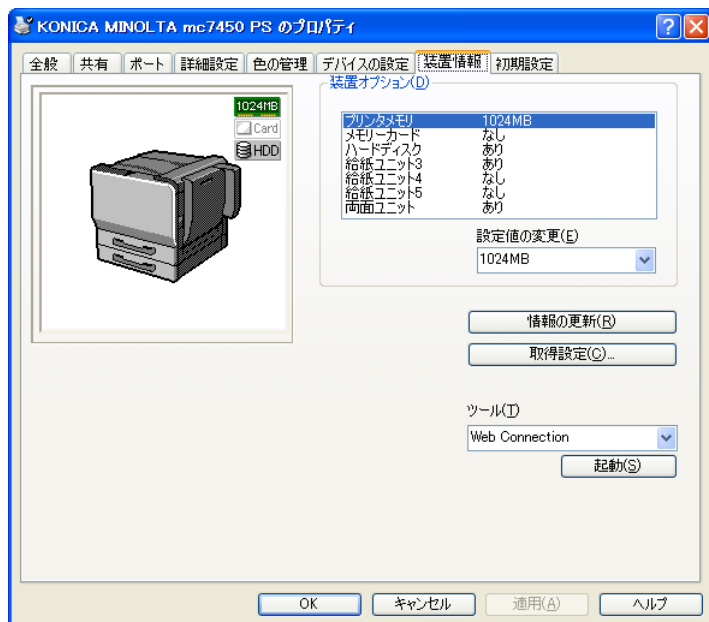 KONICA MINOLTA mc7450 PS のプロパティ
全般 共有 ポート 詳細設定 色の管理 デバイスの設定 装置情報 初期設定
1024MB
Card
HDD
装置オプション(D)
プリンタメモリ 1024MB
メモリーカード なし
ハードディスク あり
給紙ユニット3 あり
給紙ユニット4 なし
給紙ユニット5 なし
両面ユニット あり
設定値の変更(E)
1024MB
情報の更新(R)
取得設定(C)...
ツール(T)
Web Connection
起動(S)
OK キャンセル 適用(A) ヘルプ